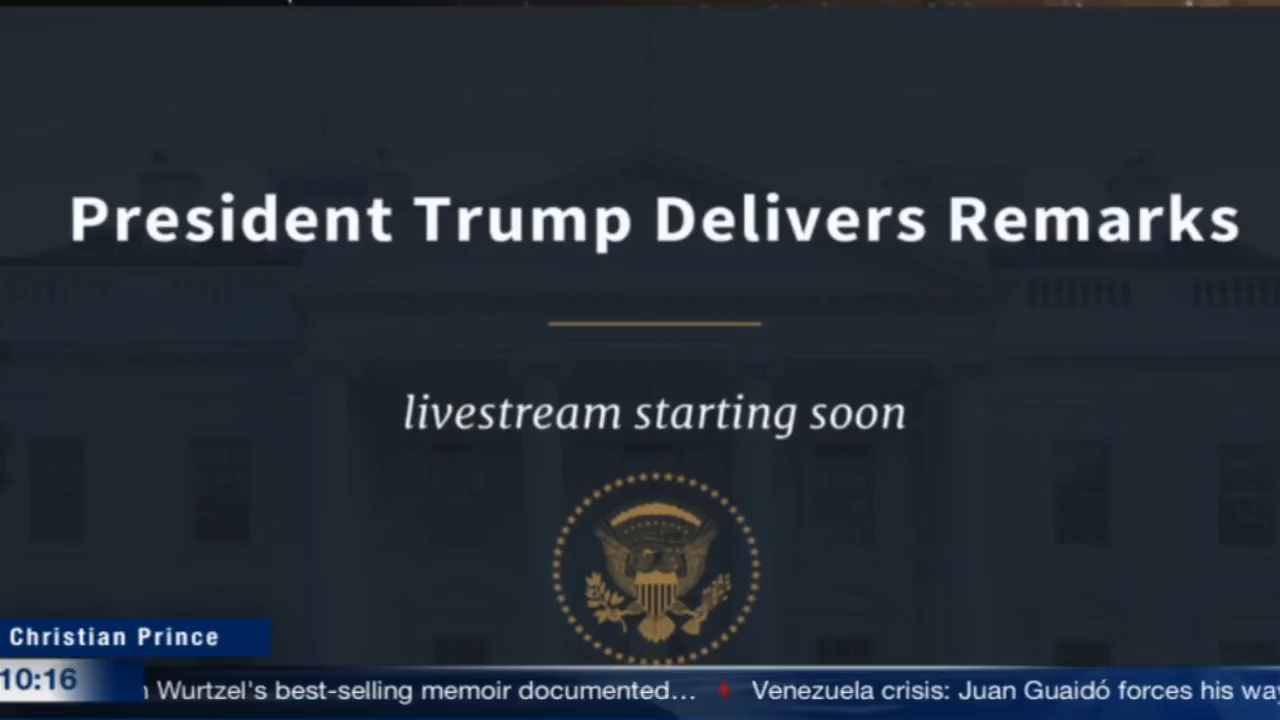 President Trump Delivers Remarks
livestream starting soon
Christian Prince
10:16
Wurtzel's best-selling memoir documented... Venezuela crisis: Juan Guaidó forces his